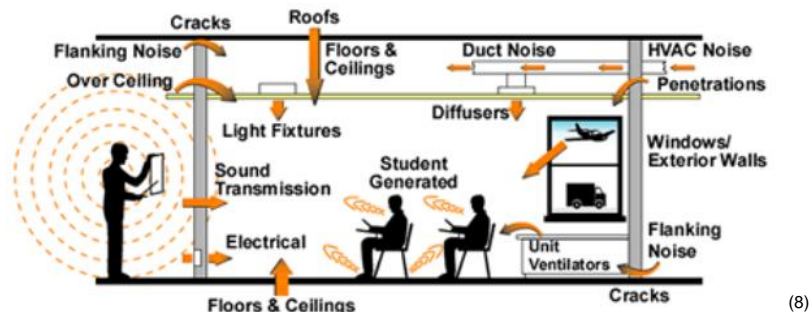 Cracks
Roofs
Flanking Noise
Floors &
Ceilings
Duct Noise
HVAC Noise
Over Ceiling
Penetrations
Light Fixtures
Diffusers
Windows/
Exterior Walls
Sound
Transmission
Student
Generated
Electrical
Unit
Ventilators
Flanking
Noise
Floors & Ceilings
Cracks
(8)